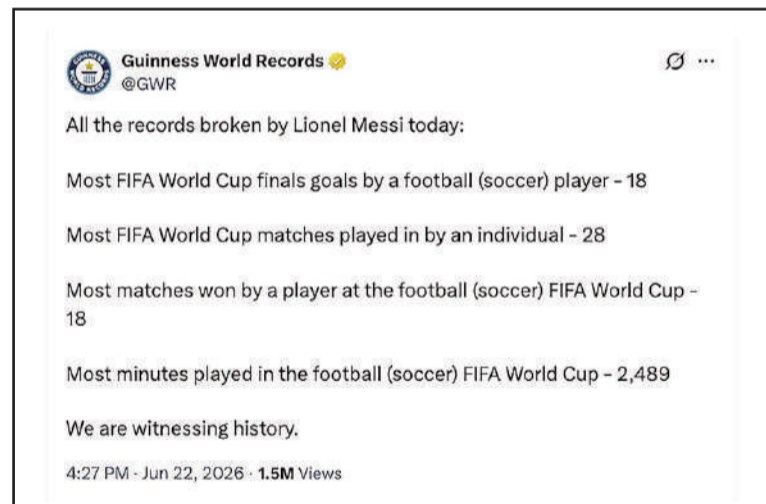 Guinness World Records
@GWR
All the records broken by Lionel Messi today:
Most FIFA World Cup finals goals by a football (soccer) player - 18
Most FIFA World Cup matches played in by an individual - 28
Most matches won by a player at the football (soccer) FIFA World Cup -
18
Most minutes played in the football (soccer) FIFA World Cup - 2,489
We are witnessing history.
4:27 PM · Jun 22, 2026 · 1.5M Views